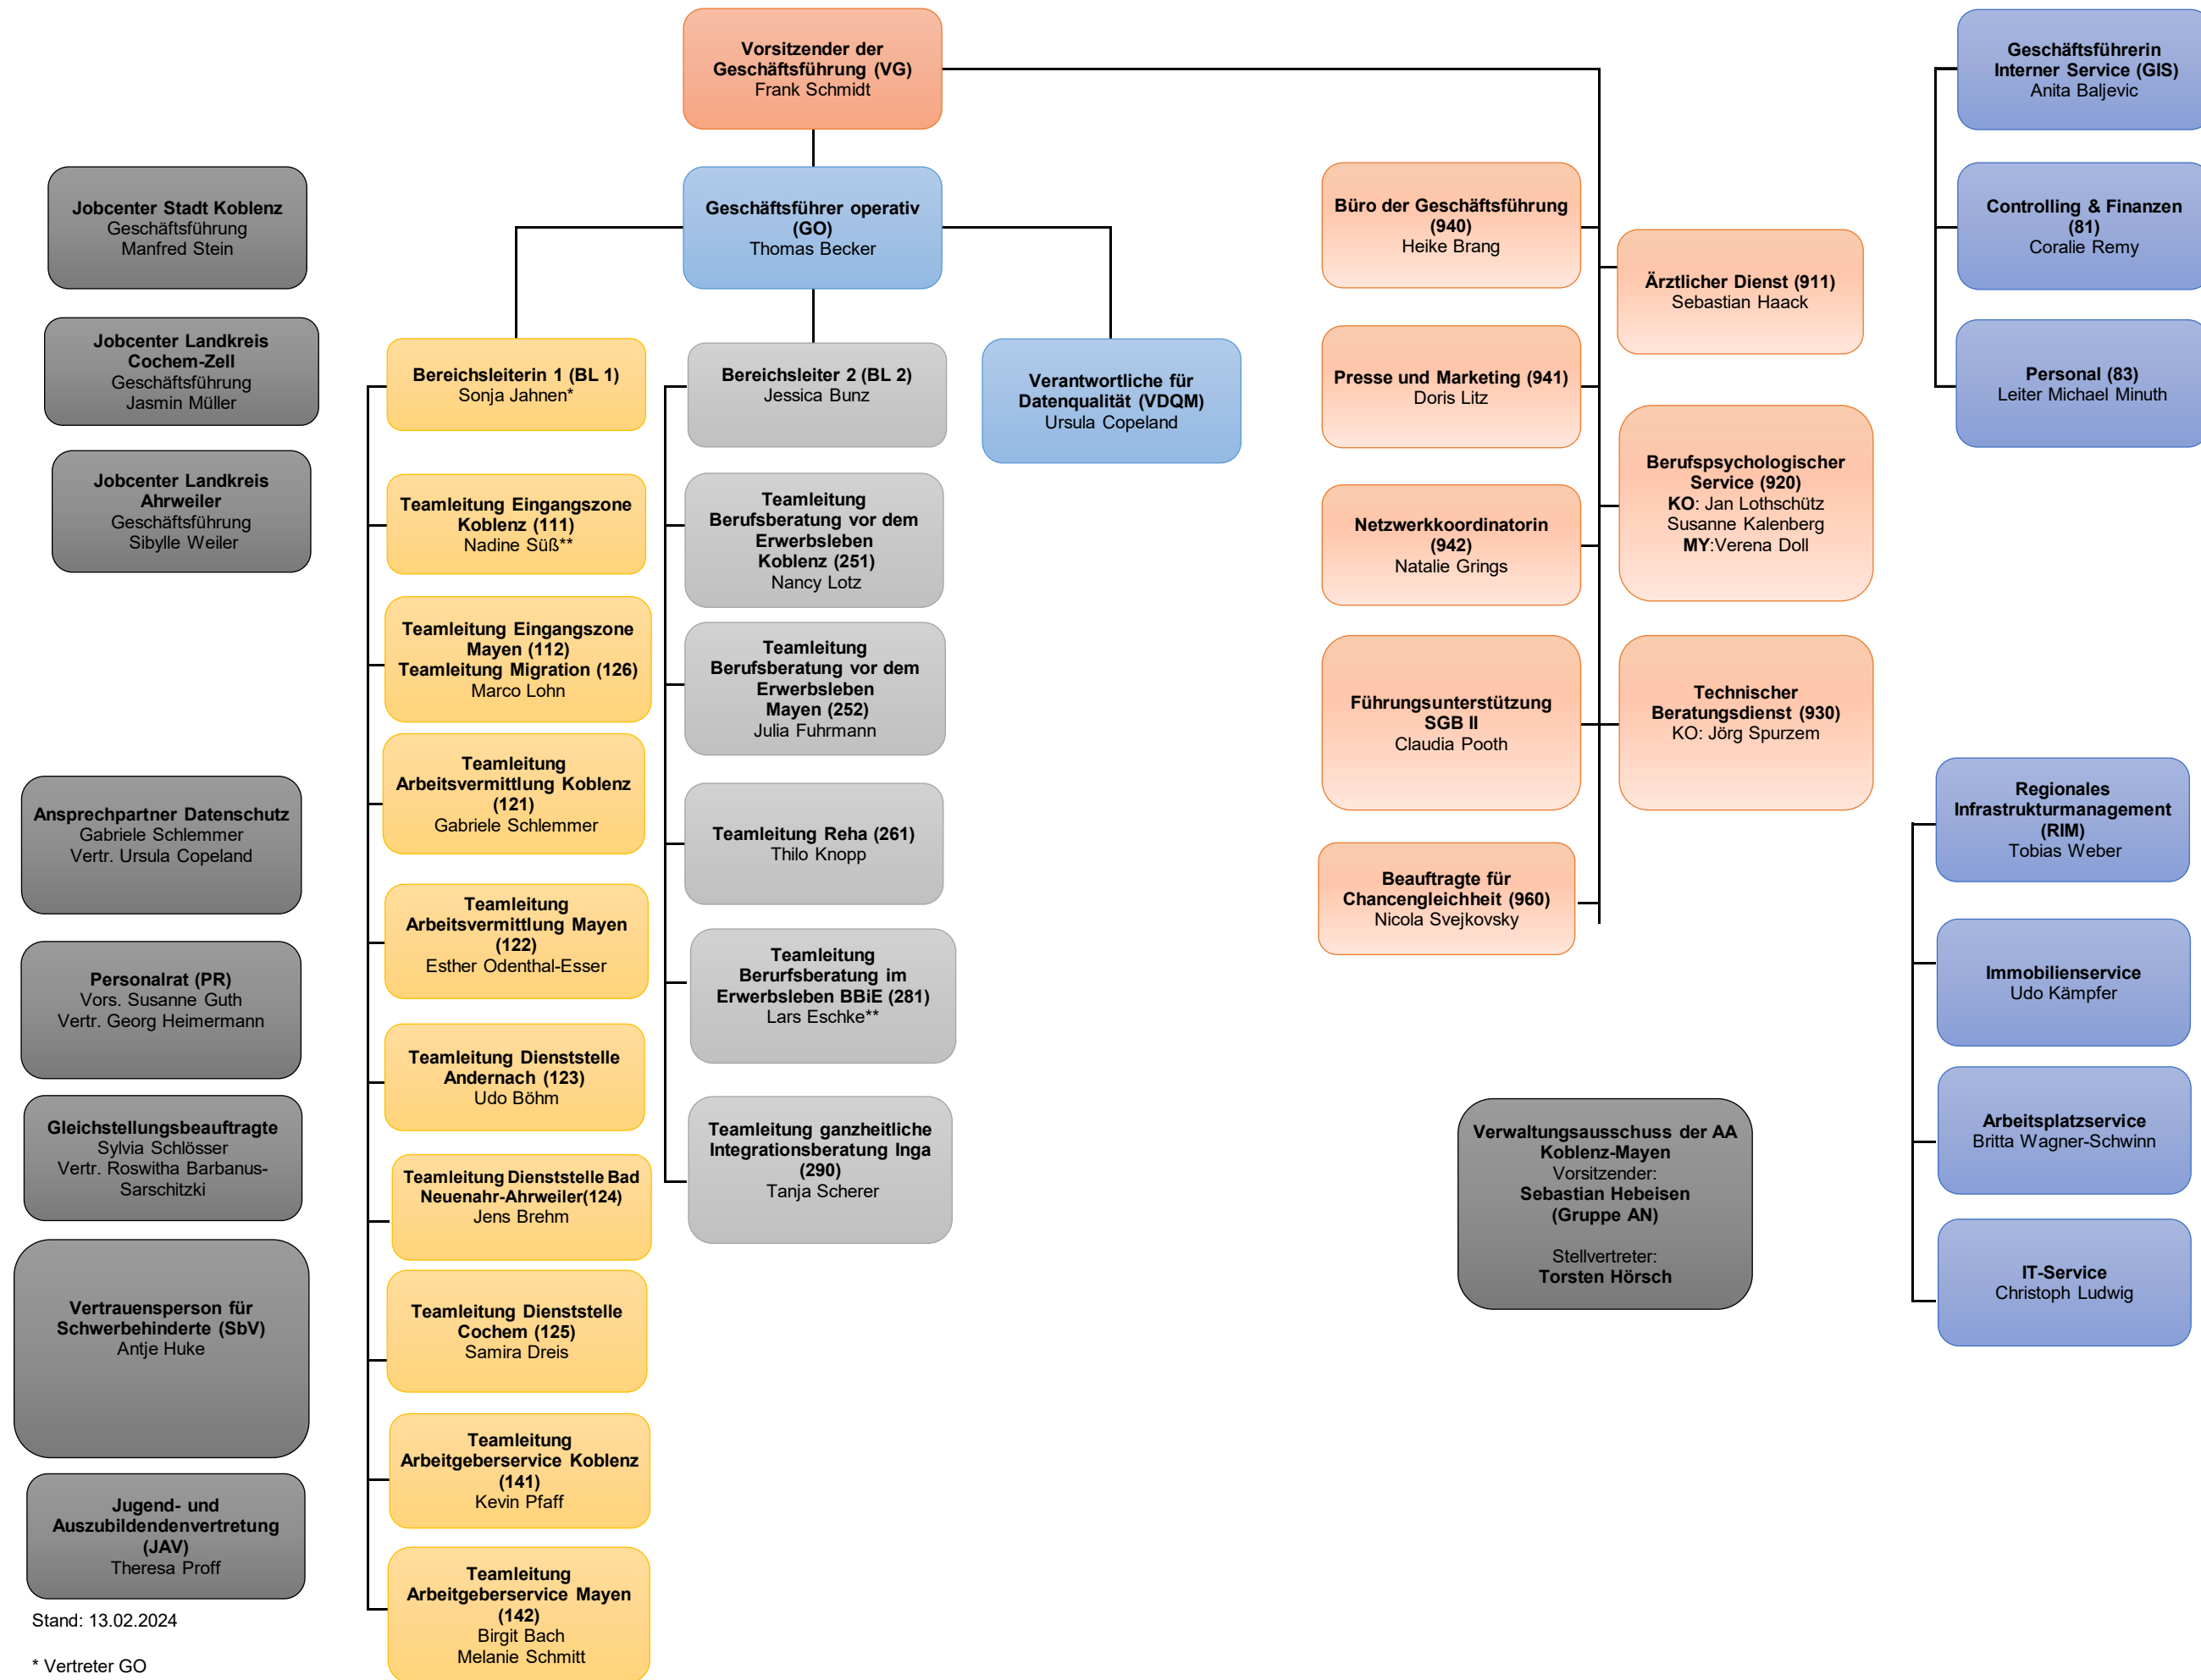 Vorsitzender der
Geschäftsführung (VG)
Frank Schmidt
Geschäftsführer operativ
(GO)
Thomas Becker
Jobcenter Stadt Koblenz
Geschäftsführung
Manfred Stein
Jobcenter Landkreis
Cochem-Zell
Geschäftsführung
Jasmin Müller
Jobcenter Landkreis
Ahrweiler
Geschäftsführung
Sibylle Weiler
Ansprechpartner Datenschutz
Gabriele Schlemmer
Vertr. Ursula Copeland
Personalrat (PR)
Vors. Susanne Guth
Vertr. Georg Heimermann
Gleichstellungsbeauftragte
Sylvia Schlösser
Vertr. Roswitha Barbanus-
Sarschitzki
Vertrauensperson für
Schwerbehinderte (SbV)
Antje Huke
Jugend- und
Auszubildendenvertretung
(JAV)
Theresa Proff
Stand: 13.02.2024
* Vertreter GO
Bereichsleiterin 1 (BL 1)
Sonja Jahnen*
Teamleitung Eingangszone
Koblenz (111)
Nadine Süß**
Teamleitung Eingangszone
Mayen (112)
Teamleitung Migration (126)
Marco Lohn
Teamleitung
Arbeitsvermittlung Koblenz
(121)
Gabriele Schlemmer
Teamleitung
Arbeitsvermittlung Mayen
(122)
Esther Odenthal-Esser
Teamleitung Dienststelle
Andernach (123)
Udo Böhm
Teamleitung Dienststelle Bad
Neuenahr-Ahrweiler(124)
Jens Brehm
Teamleitung Dienststelle
Cochem (125)
Samira Dreis
Teamleitung
Arbeitgeberservice Koblenz
(141)
Kevin Pfaff
Teamleitung
Arbeitgeberservice Mayen
(142)
Birgit Bach
Melanie Schmitt
Bereichsleiter 2 (BL 2)
Jessica Bunz
Teamleitung
Berufsberatung vor dem
Erwerbsleben
Koblenz (251)
Nancy Lotz
Teamleitung
Berufsberatung vor dem
Erwerbsleben
Mayen (252)
Julia Fuhrmann
Teamleitung Reha (261)
Thilo Knopp
Teamleitung
Berurfsberatung im
Erwerbsleben BBiE (281)
Lars Eschke**
Teamleitung ganzheitliche
Integrationsberatung Inga
(290)
Tanja Scherer
Verantwortliche für
Datenqualität (VDQM)
Ursula Copeland
Büro der Geschäftsführung
(940)
Heike Brang
Presse und Marketing (941)
Doris Litz
Netzwerkkoordinatorin
(942)
Natalie Grings
Führungsunterstützung
SGB II
Claudia Pooth
Beauftragte für
Chancengleichheit (960)
Nicola Svejkovsky
Ärztlicher Dienst (911)
Sebastian Haack
Berufspsychologischer
Service (920)
KO: Jan Lothschütz
Susanne Kalenberg
MY:Verena Doll
Technischer
Beratungsdienst (930)
KO: Jörg Spurzem
Verwaltungsausschuss der AA
Koblenz-Mayen
Vorsitzender:
Sebastian Hebeisen
(Gruppe AN)
Stellvertreter:
Torsten Hörsch
Geschäftsführerin
Interner Service (GIS)
Anita Baljevic
Controlling & Finanzen
(81)
Coralie Remy
Personal (83)
Leiter Michael Minuth
Regionales
Infrastrukturmanagement
(RIM)
Tobias Weber
Immobilienservice
Udo Kämpfer
Arbeitsplatzservice
Britta Wagner-Schwinn
IT-Service
Christoph Ludwig